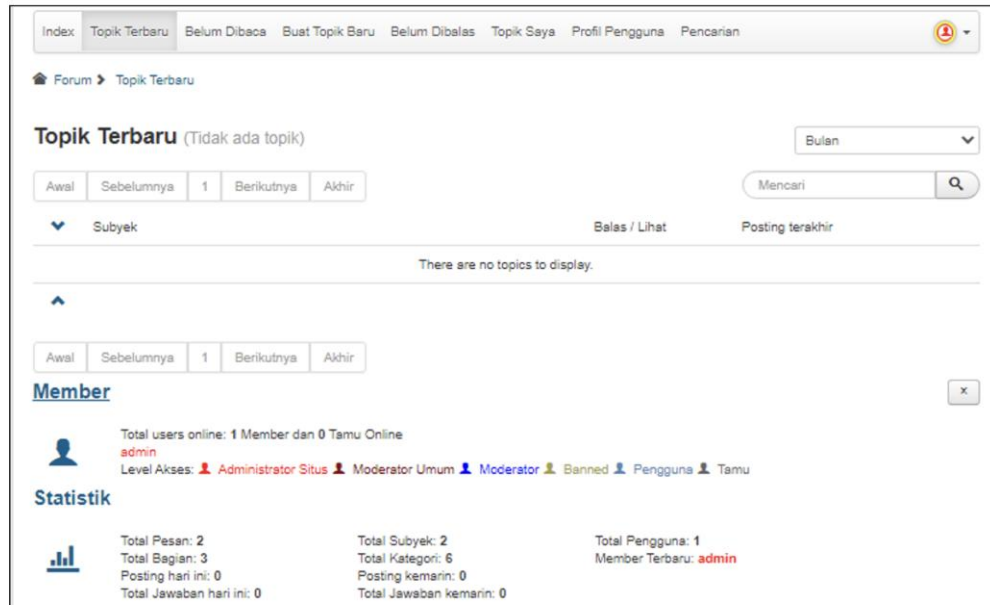 Index Topik Terbaru Belum Dibaca Buat Topik Baru Belum Dibalas Topik Saya Profil Pengguna Pencarian
Forum Topik Terbaru
Topik Terbaru (Tidak ada topik)
Bulan
Awal Sebelumnya 1 Berikutnya Akhir
Mencari
Subyek Balas / Lihat Posting terakhir
There are no topics to display.
Awal Sebelumnya 1 Berikutnya Akhir
Member
x
Total users online: 1 Member dan 0 Tamu Online
admin
Level Akses: Administrator Situs Moderator Umum Moderator Banned Pengguna Tamu
Statistik
Total Pesan: 2 Total Subyek: 2 Total Pengguna: 1
Total Bagian: 3 Total Kategori: 6 Member Terbaru: admin
Posting hari ini: 0 Posting kemarin: 0
Total Jawaban hari ini: 0 Total Jawaban kemarin: 0